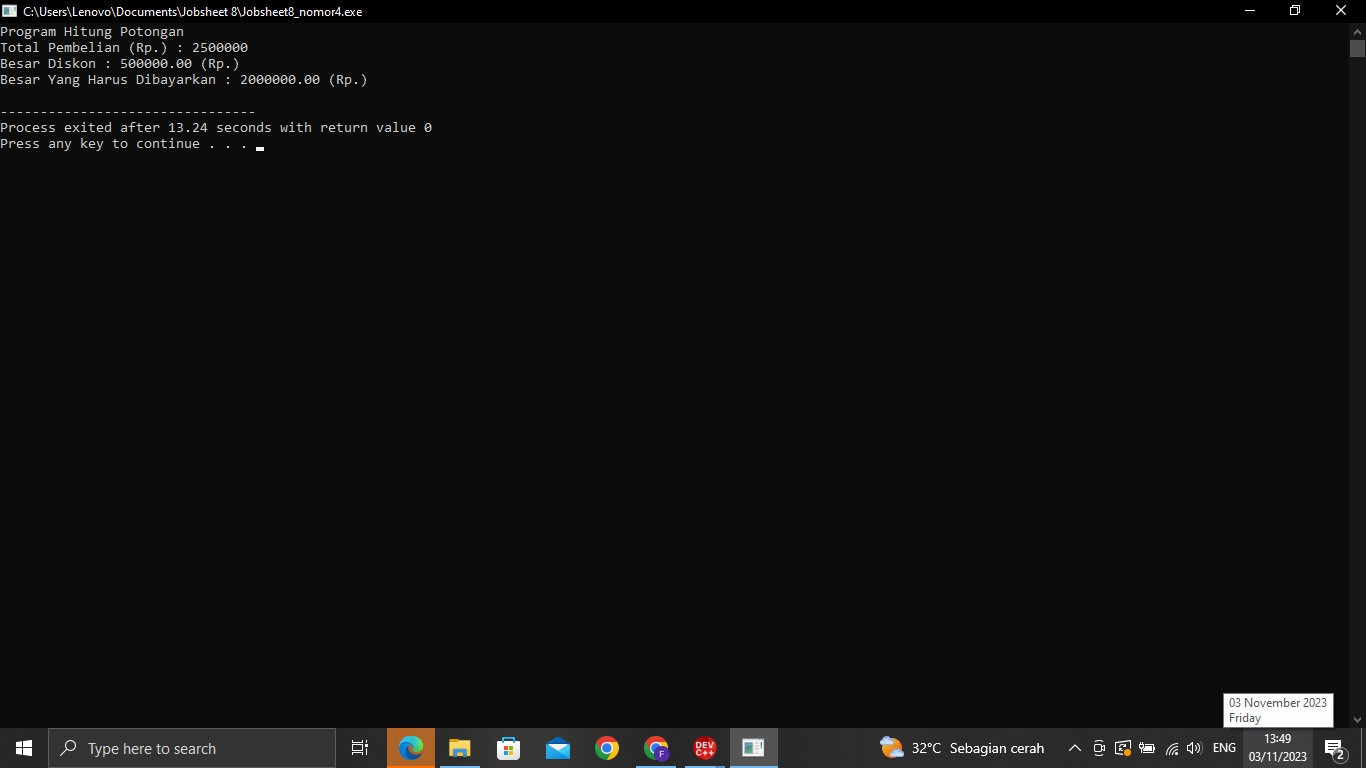 C:\Users\Lenovo\Documents\Jobsheet 8\Jobsheet8_nomor4.exe
Program Hitung Potongan
Total Pembelian (Rp.) : 2500000
Besar Diskon : 500000.00 (Rp.)
Besar Yang Harus Dibayarkan : 2000000.00 (Rp.)
--------------------------------
Process exited after 13.24 seconds with return value 0
Press any key to continue . . .
03 November 2023
Friday
Type here to search
DEV C++
F
32°C Sebagian cerah
ENG
13:49
03/11/2023
2